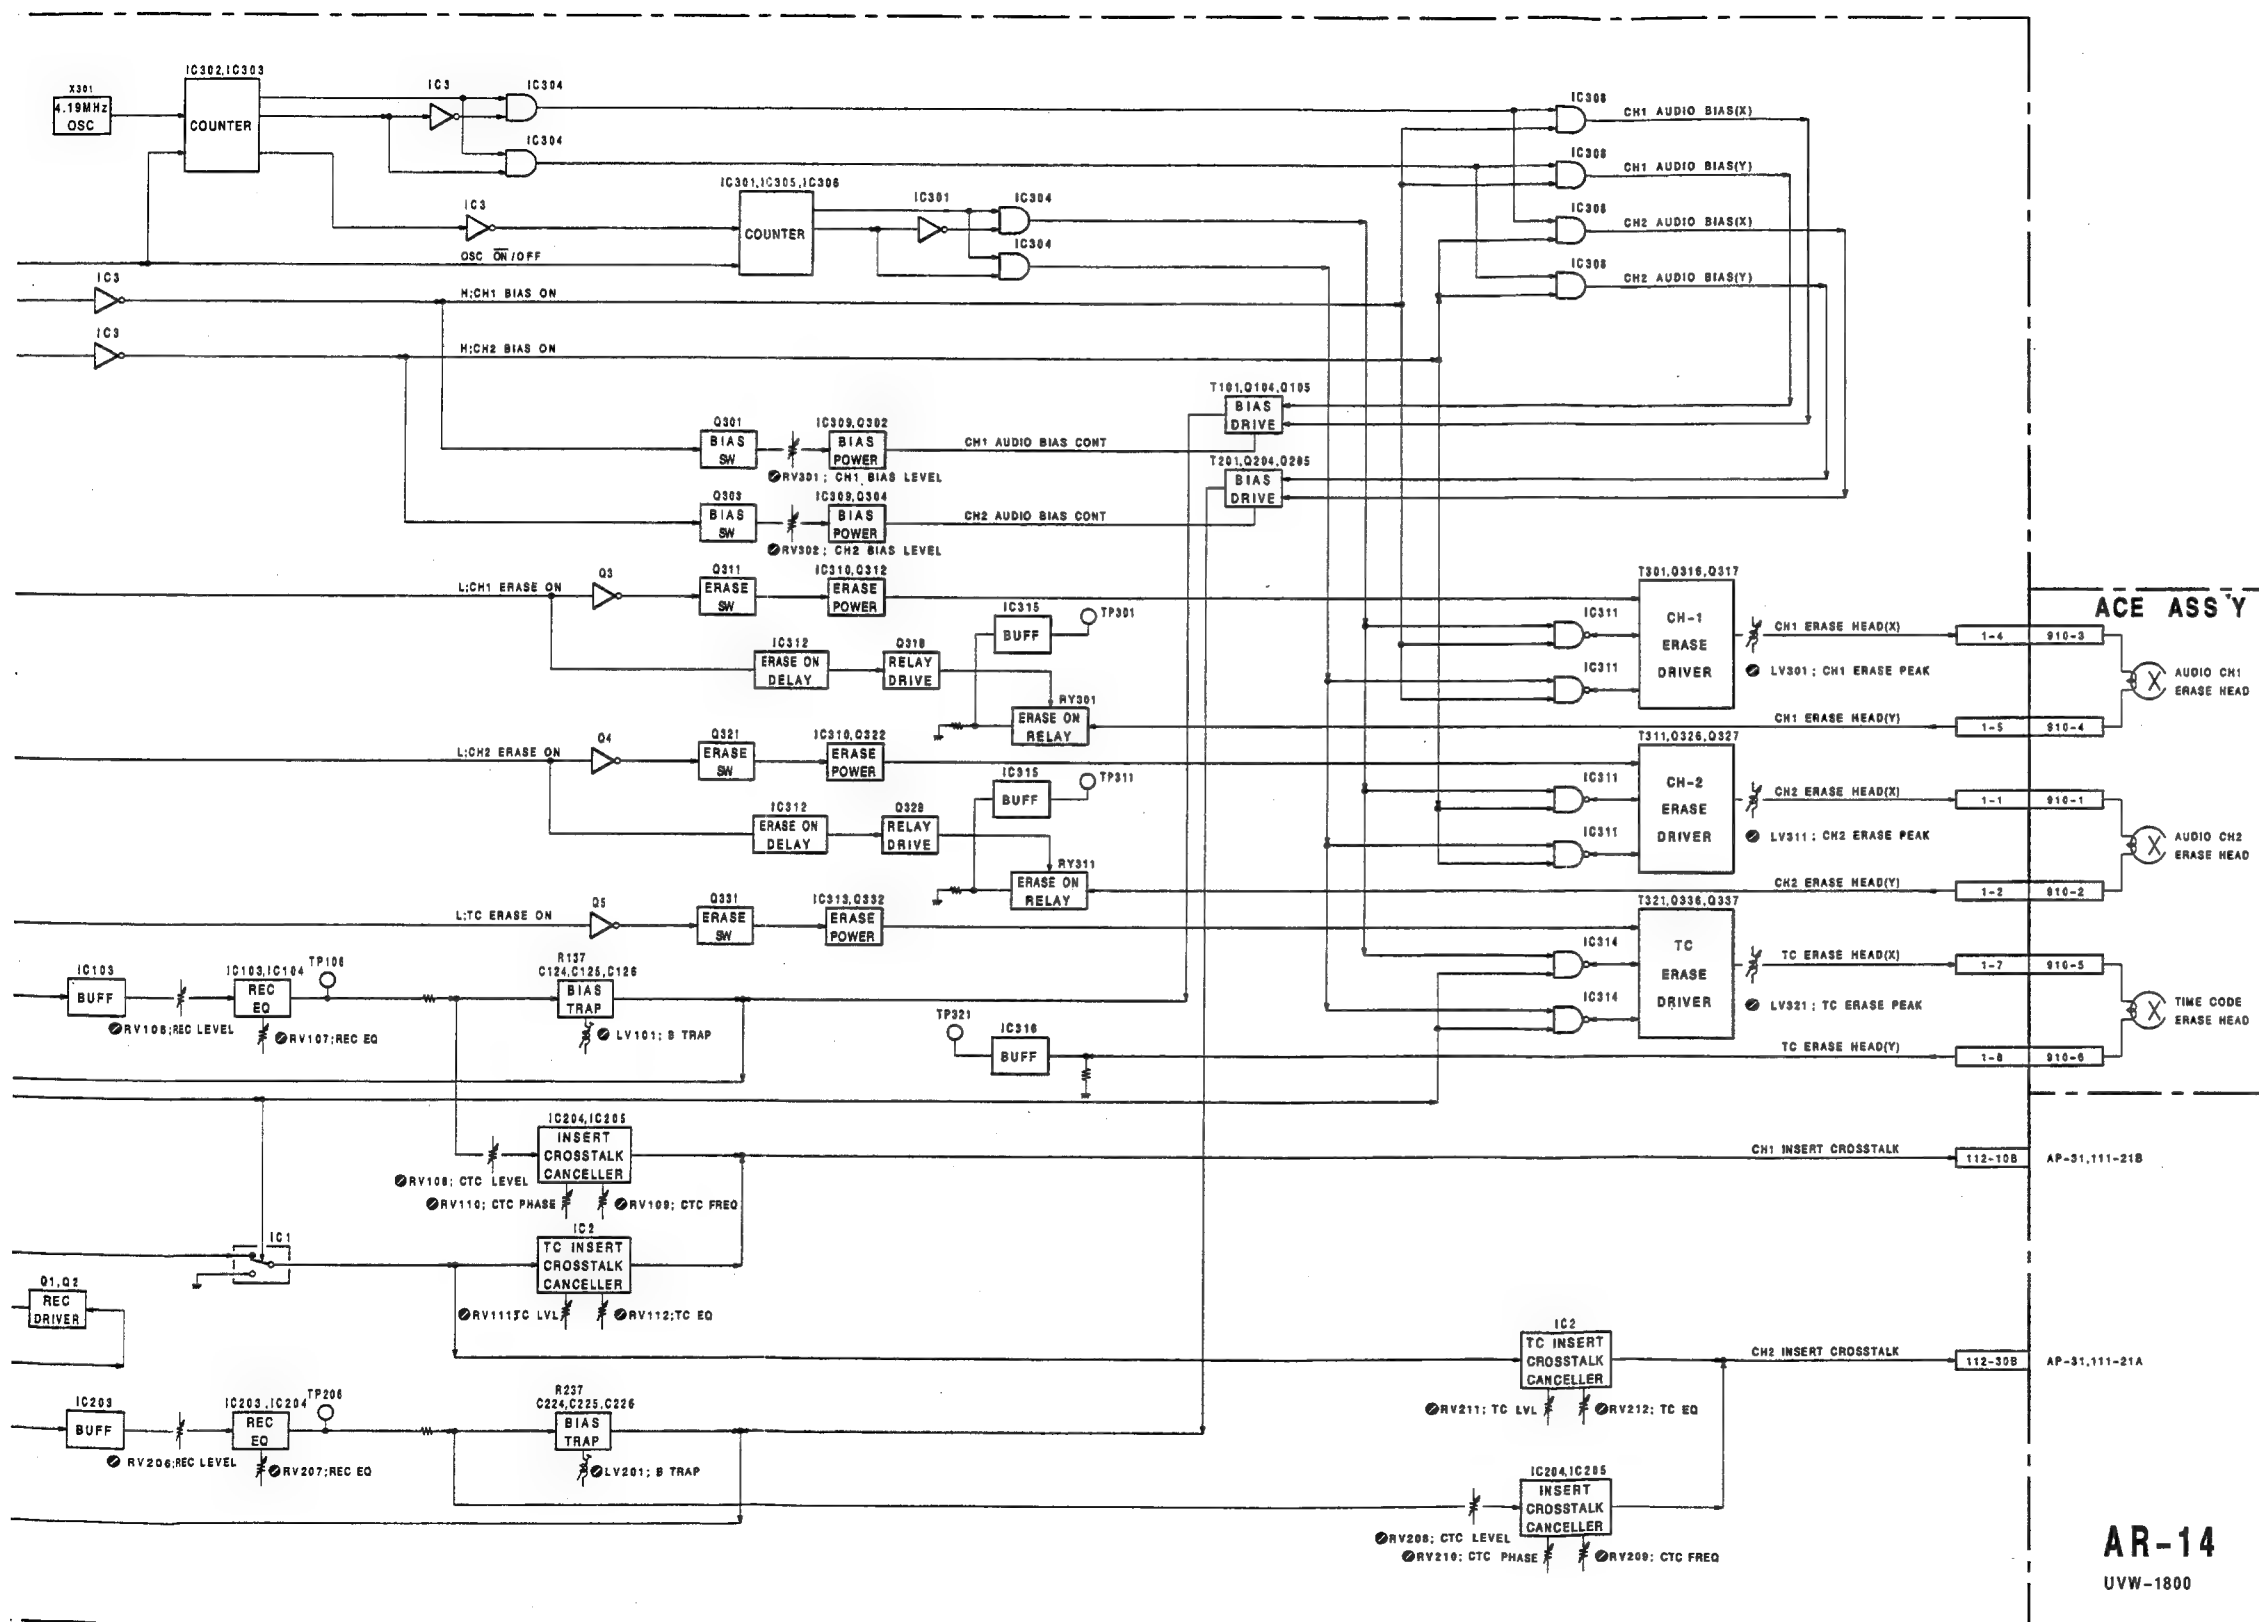 X301
4.19MHz
OSC
IC302,IC303
COUNTER
IC3
IC304
IC304
IC3
IC301,IC305,IC306
COUNTER
IC301
IC304
IC304
OSC ON/OFF
IC3
H;CH1 BIAS ON
IC3
H;CH2 BIAS ON
IC308
CH1 AUDIO BIAS(X)
IC308
CH1 AUDIO BIAS(Y)
IC308
CH2 AUDIO BIAS(X)
IC308
CH2 AUDIO BIAS(Y)
T101,Q104,Q105
BIAS
DRIVE
Q301
BIAS
SW
IC309,Q302
BIAS
POWER
CH1 AUDIO BIAS CONT
RV301; CH1 BIAS LEVEL
T201,Q204,Q205
BIAS
DRIVE
Q303
BIAS
SW
IC309,Q304
BIAS
POWER
CH2 AUDIO BIAS CONT
RV302; CH2 BIAS LEVEL
L;CH1 ERASE ON
Q3
Q311
ERASE
SW
IC310,Q312
ERASE
POWER
IC315
BUFF
TP301
IC312
ERASE ON
DELAY
Q318
RELAY
DRIVE
RY301
ERASE ON
RELAY
IC311
IC311
T301,Q316,Q317
CH-1
ERASE
DRIVER
CH1 ERASE HEAD(X)
LV301; CH1 ERASE PEAK
CH1 ERASE HEAD(Y)
ACE ASS'Y
1-4
910-3
AUDIO CH1
ERASE HEAD
1-5
910-4
L;CH2 ERASE ON
Q4
Q321
ERASE
SW
IC310,Q322
ERASE
POWER
IC315
BUFF
TP311
IC312
ERASE ON
DELAY
Q328
RELAY
DRIVE
RY311
ERASE ON
RELAY
IC311
IC311
T311,Q326,Q327
CH-2
ERASE
DRIVER
CH2 ERASE HEAD(X)
LV311; CH2 ERASE PEAK
CH2 ERASE HEAD(Y)
1-1
910-1
AUDIO CH2
ERASE HEAD
1-2
910-2
L;TC ERASE ON
Q5
Q331
ERASE
SW
IC313,Q332
ERASE
POWER
IC314
IC314
T321,Q336,Q337
TC
ERASE
DRIVER
TC ERASE HEAD(X)
LV321; TC ERASE PEAK
TC ERASE HEAD(Y)
1-7
910-5
TIME CODE
ERASE HEAD
1-8
910-6
TP321
IC316
BUFF
IC103
BUFF
RV106;REC LEVEL
IC103,IC104
REC
EQ
TP106
RV107;REC EQ
R137
C124,C125,C126
BIAS
TRAP
LV101; B TRAP
IC204,IC205
INSERT
CROSSTALK
CANCELLER
RV108; CTC LEVEL
RV110; CTC PHASE
RV109; CTC FREQ
CH1 INSERT CROSSTALK
112-10B
AP-31,111-21B
IC1
IC2
TC INSERT
CROSSTALK
CANCELLER
RV111;TC LVL
RV112;TC EQ
Q1,Q2
REC
DRIVER
IC2
TC INSERT
CROSSTALK
CANCELLER
RV211; TC LVL
RV212; TC EQ
CH2 INSERT CROSSTALK
112-30B
AP-31,111-21A
IC203
BUFF
RV206;REC LEVEL
IC203,IC204
REC
EQ
TP206
RV207;REC EQ
R237
C224,C225,C226
BIAS
TRAP
LV201; B TRAP
IC204,IC205
INSERT
CROSSTALK
CANCELLER
RV208; CTC LEVEL
RV210; CTC PHASE
RV209; CTC FREQ
AR-14
UVW-1800